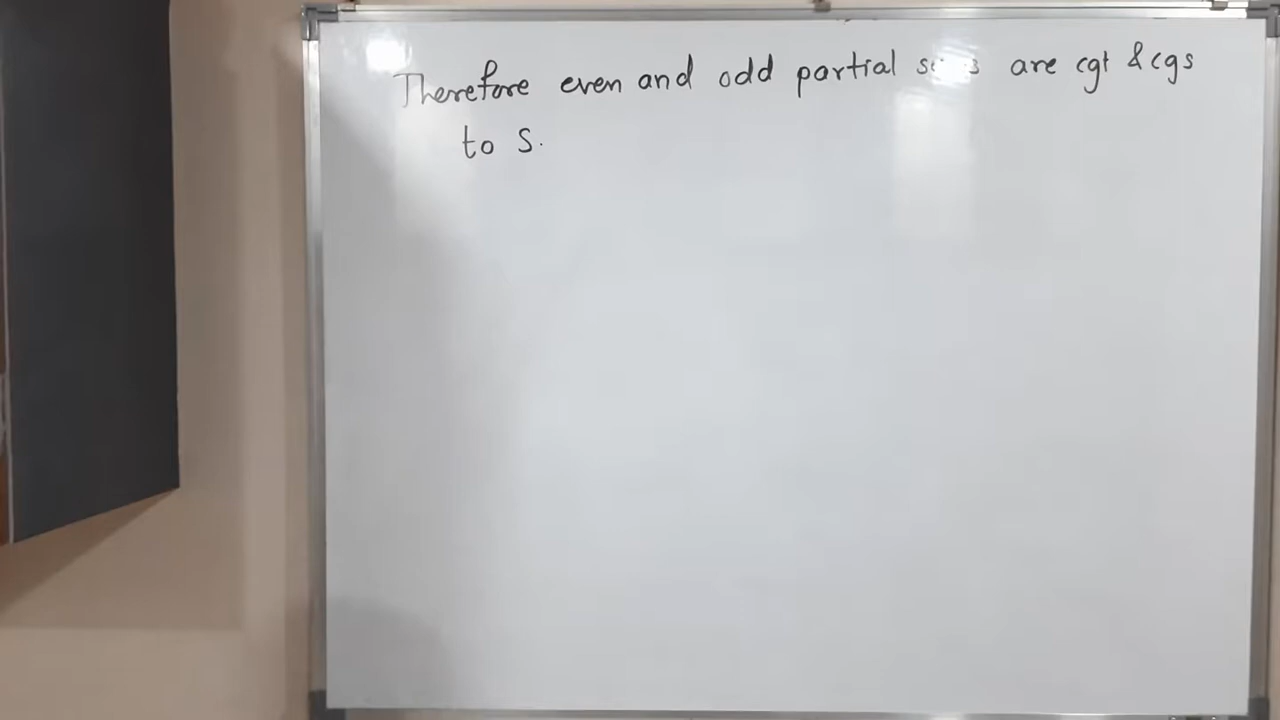 Therefore even and odd partial are cgt & cgs
to S.